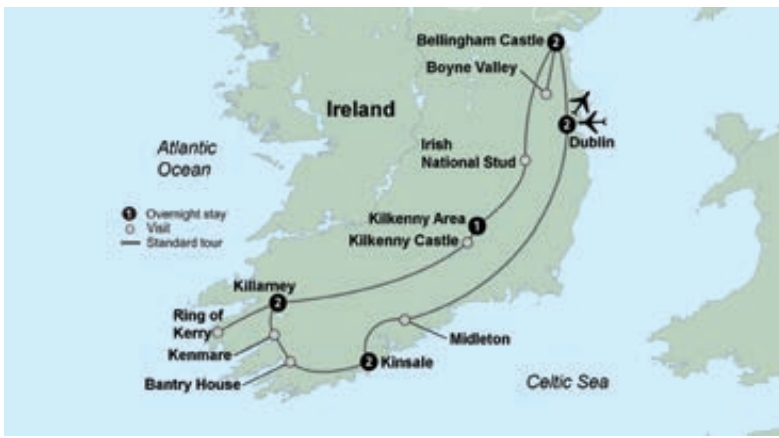 Bellingham Castle 2
Boyne Valley
Ireland
2
Dublin
Atlantic
Ocean
Irish
National Stud
1 Overnight stay
Visit
Standard tour
Kilkenny Area 1
Kilkenny Castle
Killarney
2
Ring of
Kerry
Kenmare
Midleton
Bantry House
2 Kinsale
Celtic Sea